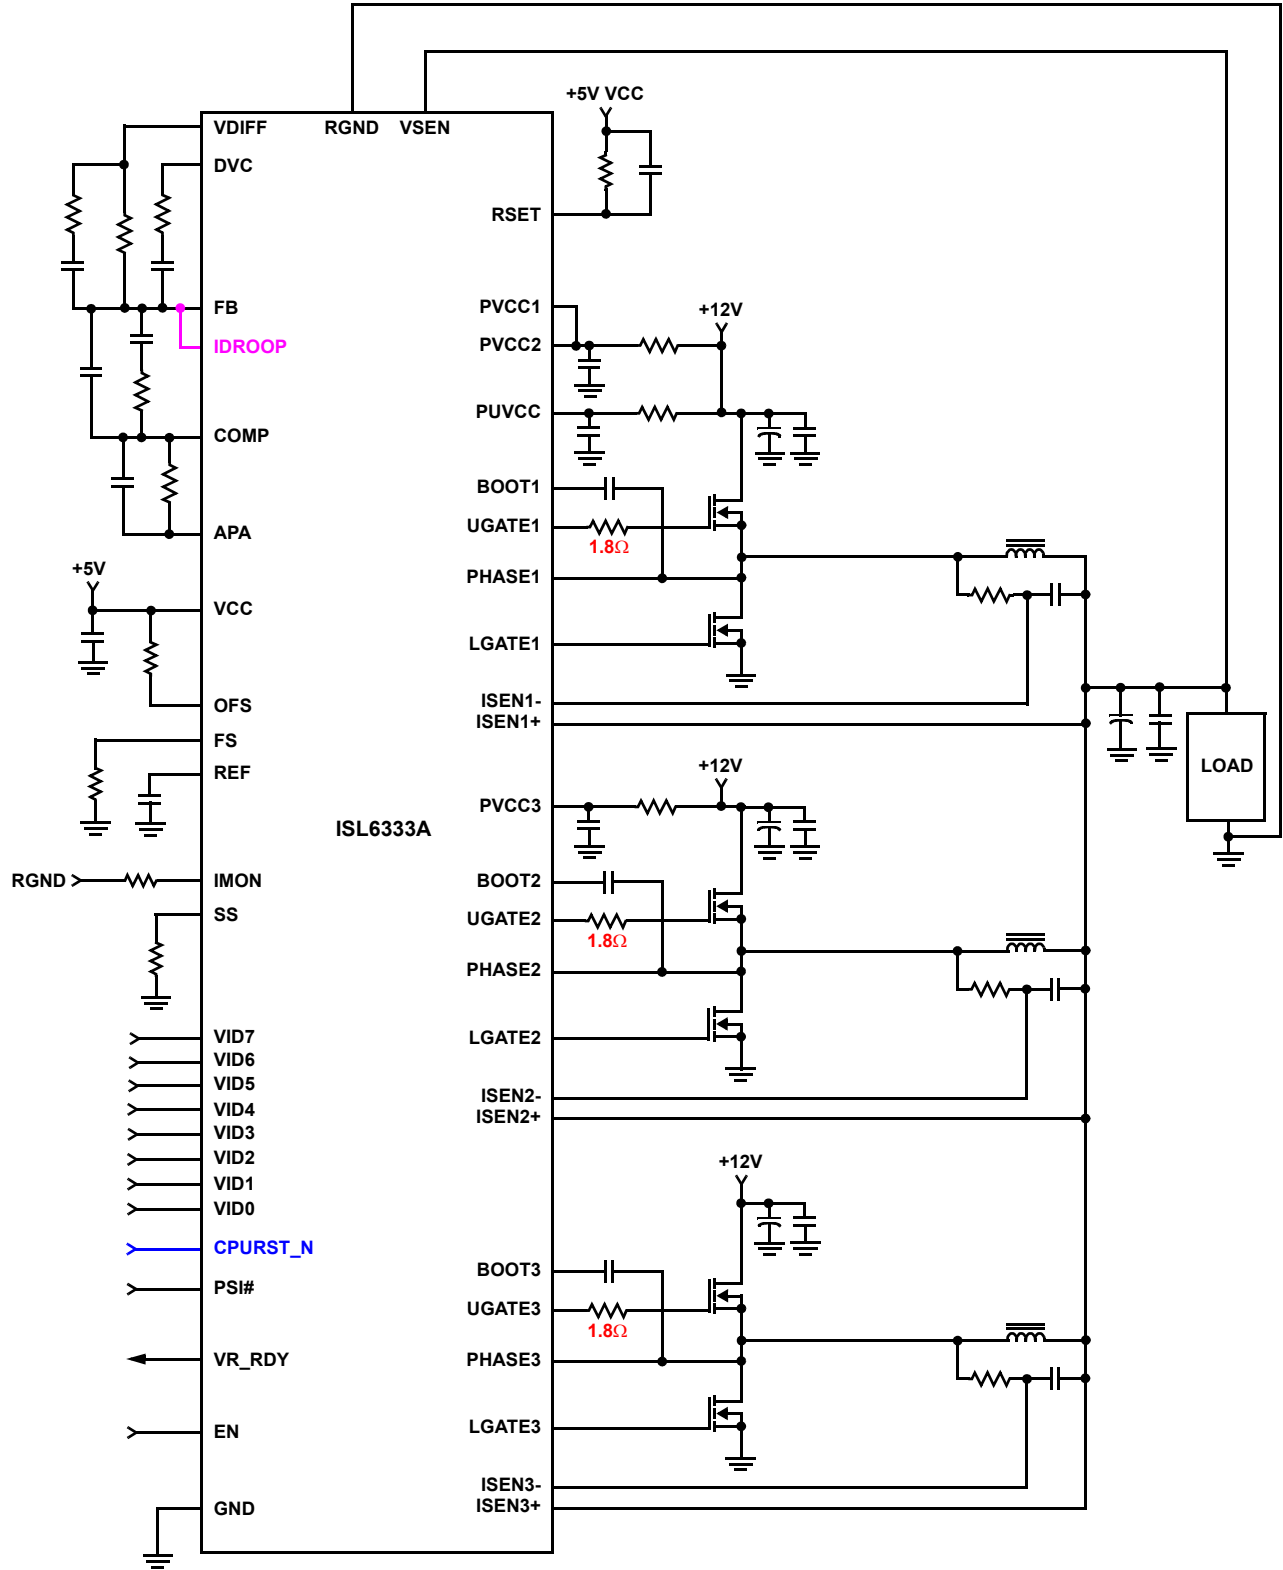 +5V VCC
VDIFF
RGND
VSEN
DVC
RSET
FB
IDROOP
PVCC1
+12V
PVCC2
PUVCC
COMP
BOOT1
UGATE1
1.8Ω
APA
+5V
PHASE1
VCC
LGATE1
OFS
ISEN1-
ISEN1+
FS
REF
+12V
LOAD
PVCC3
ISL6333A
RGND
IMON
BOOT2
SS
UGATE2
1.8Ω
PHASE2
VID7
LGATE2
VID6
VID5
ISEN2-
VID4
ISEN2+
VID3
VID2
+12V
VID1
VID0
CPURST_N
BOOT3
PSI#
UGATE3
1.8Ω
VR_RDY
PHASE3
EN
LGATE3
ISEN3-
ISEN3+
GND